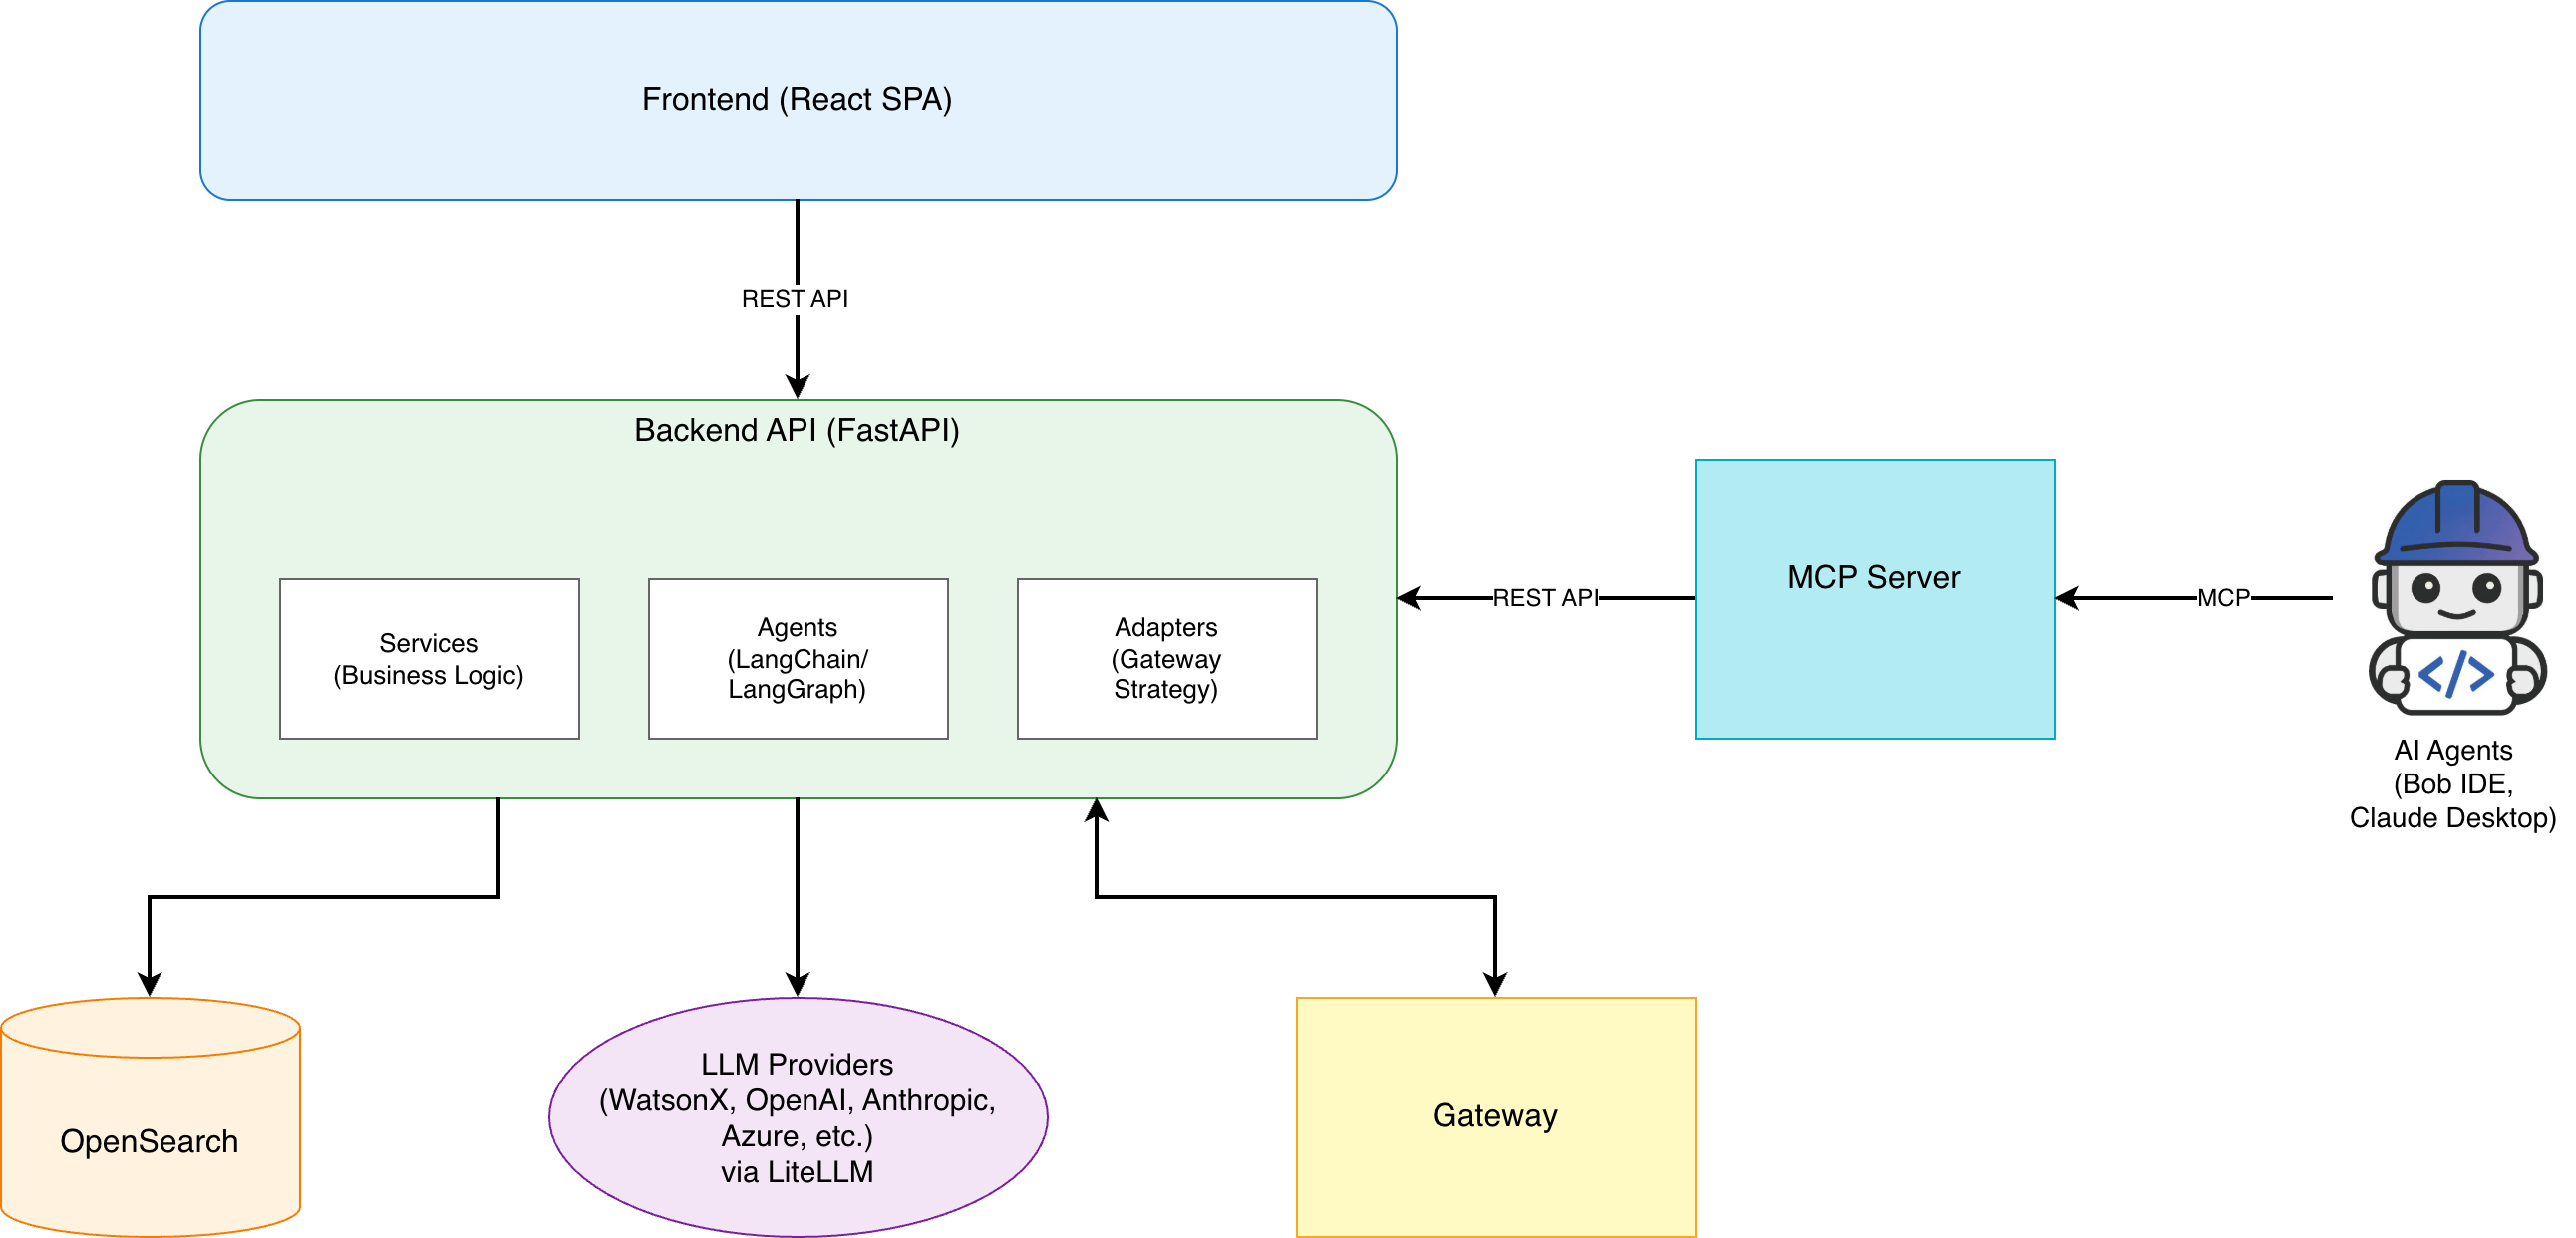 Frontend (React SPA)
REST API
Backend API (FastAPI)
Services
(Business Logic)
Agents
(LangChain/
LangGraph)
Adapters
(Gateway
Strategy)
REST API
MCP Server
MCP
</>
AI Agents
(Bob IDE,
Claude Desktop)
OpenSearch
LLM Providers
(WatsonX, OpenAI, Anthropic,
Azure, etc.)
via LiteLLM
Gateway